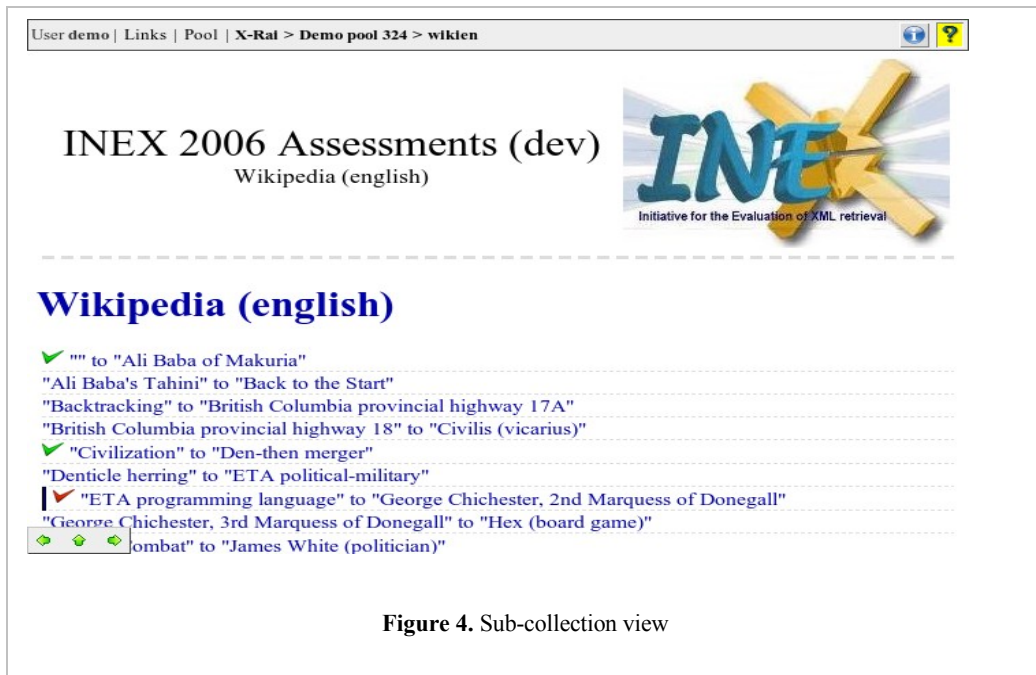 User demo | Links | Pool | X-Rai > Demo pool 324 > wikien
?
INEX 2006 Assessments (dev)
Wikipedia (english)
INEX
Initiative for the Evaluation of XML retrieval
Wikipedia (english)
"" to "Ali Baba of Makuria"
"Ali Baba's Tahini" to "Back to the Start"
"Backtracking" to "British Columbia provincial highway 17A"
"British Columbia provincial highway 18" to "Civilis (vicarius)"
"Civilization" to "Den-then merger"
"Denticle herring" to "ETA political-military"
"ETA programming language" to "George Chichester, 2nd Marquess of Donegall"
"George Chichester, 3rd Marquess of Donegall" to "Hex (board game)"
ombat" to "James White (politician)"
Figure 4. Sub-collection view